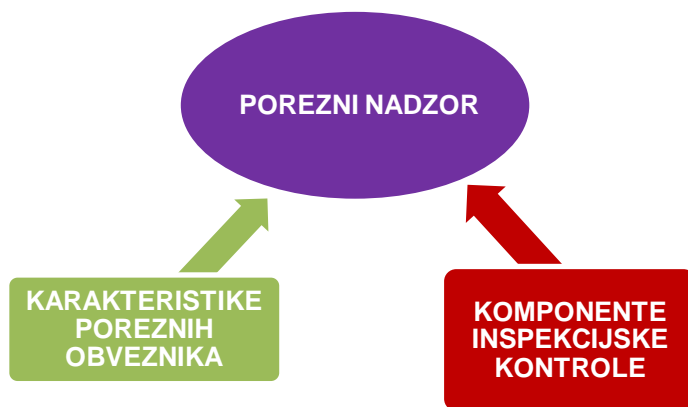 POREZNI NADZOR
KARAKTERISTIKE
POREZNIH
OBVEZNIKA
KOMPONENTE
INSPEKCIJSKE
KONTROLE